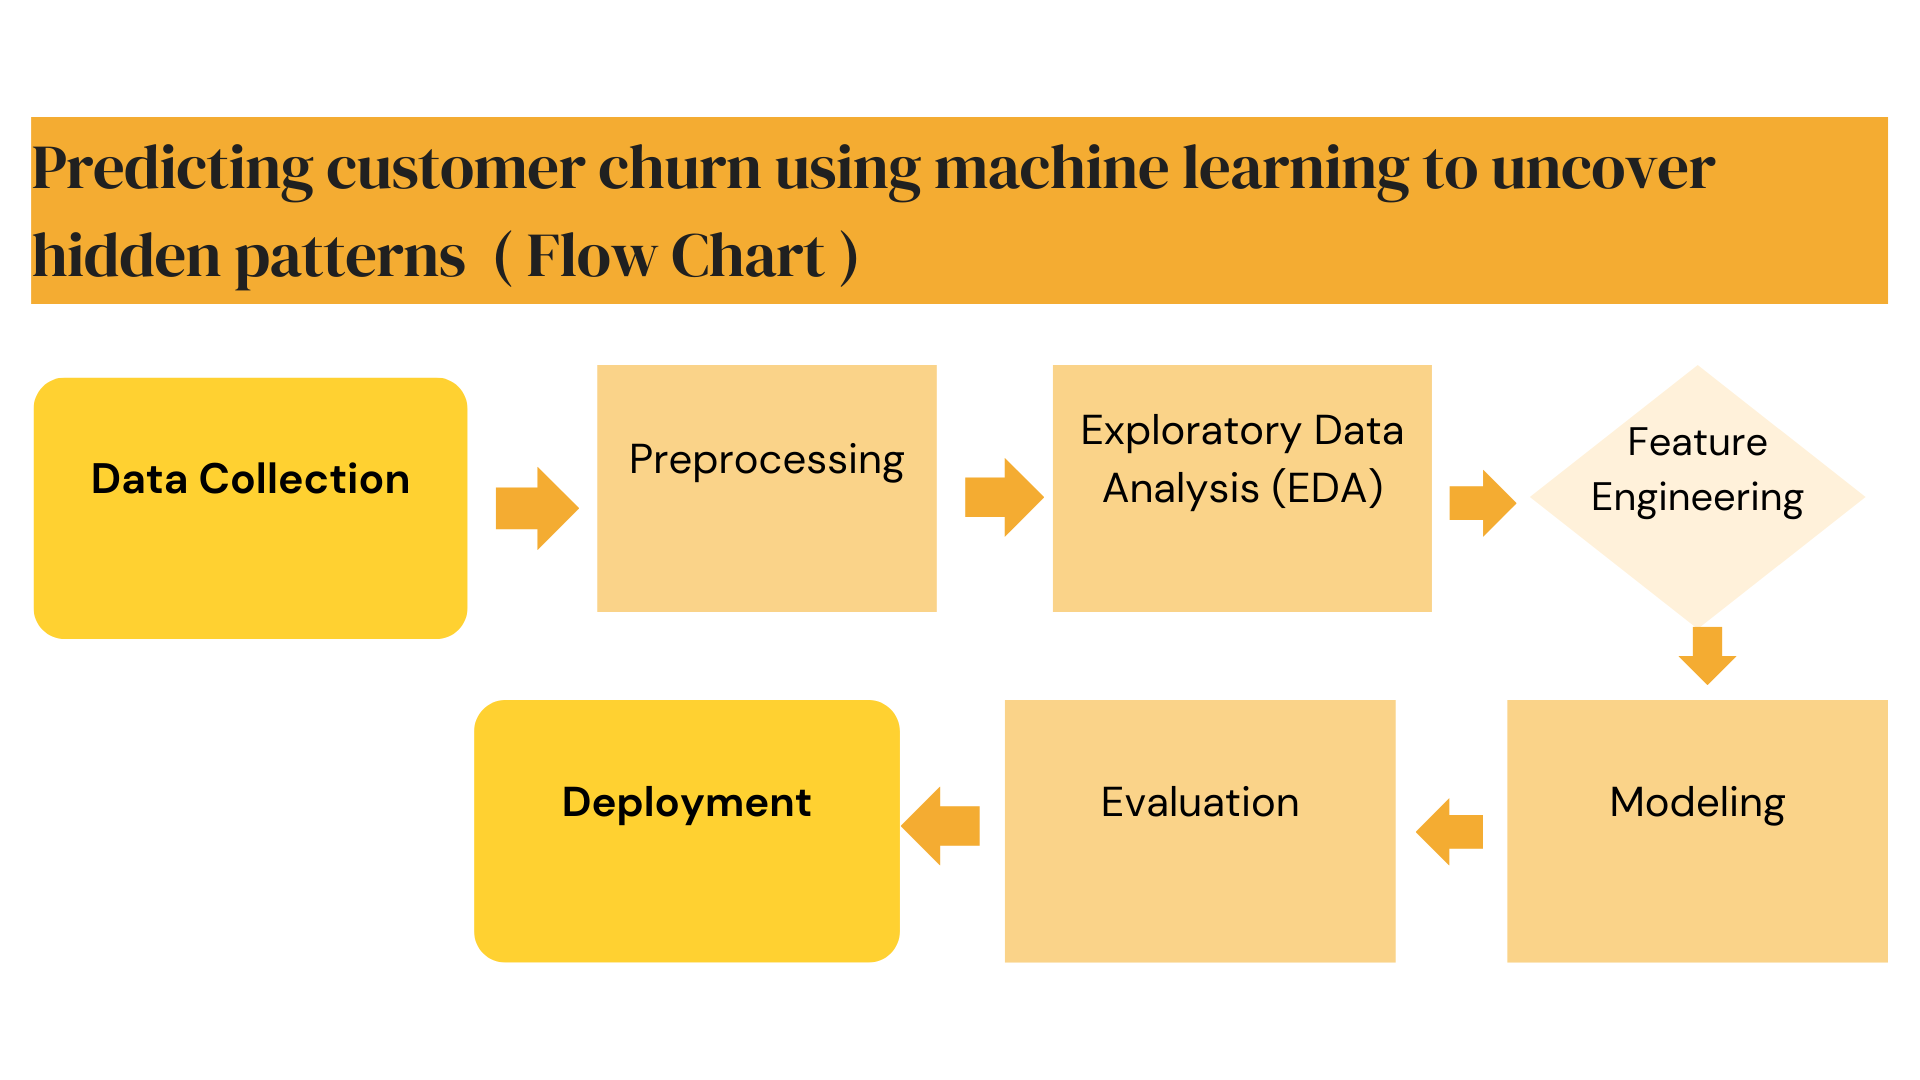 Predicting customer churn using machine learning to uncover
hidden patterns ( Flow Chart )
Data Collection
Preprocessing
Exploratory Data
Analysis (EDA)
Feature
Engineering
Modeling
Evaluation
Deployment